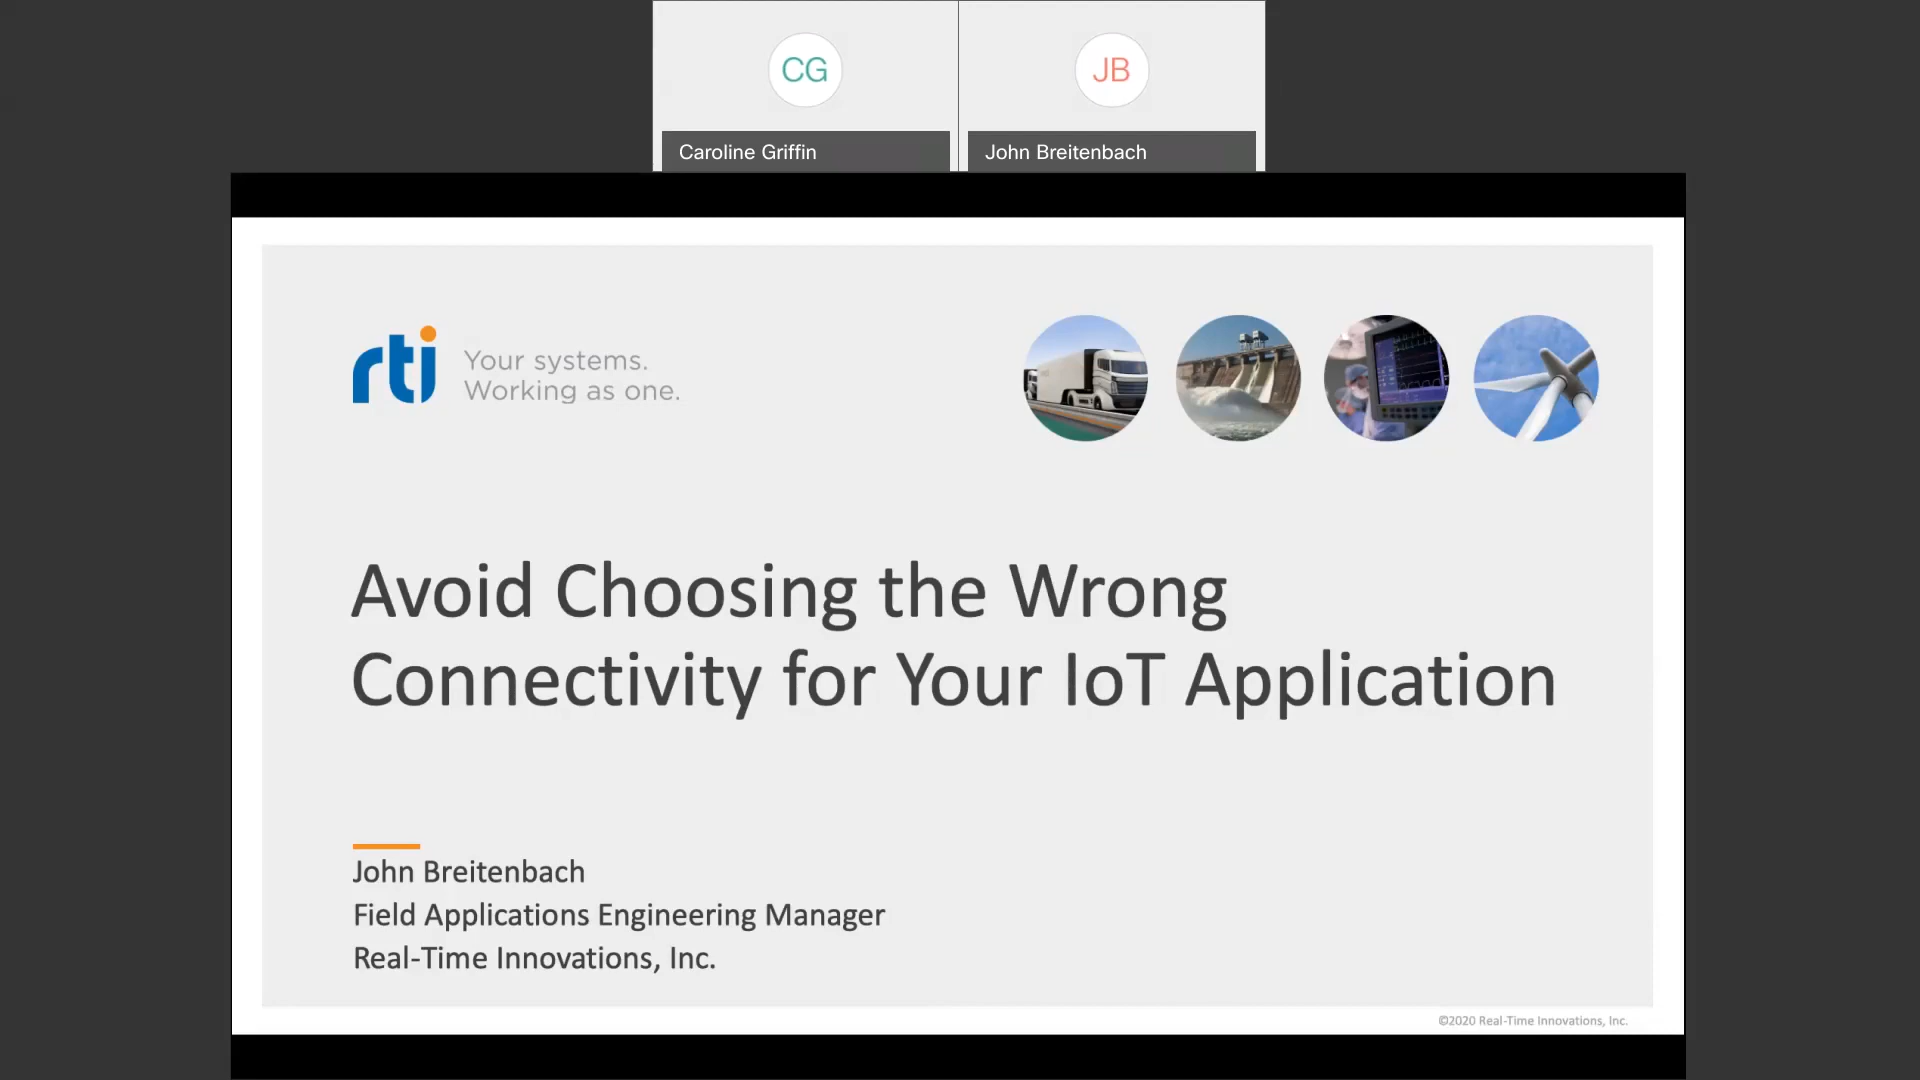 CG
JB
Caroline Griffin
John Breitenbach
rti
Your systems.
Working as one.
Avoid Choosing the Wrong
Connectivity for Your IoT Application
John Breitenbach
Field Applications Engineering Manager
Real-Time Innovations, Inc.
©2020 Real-Time Innovations, Inc.